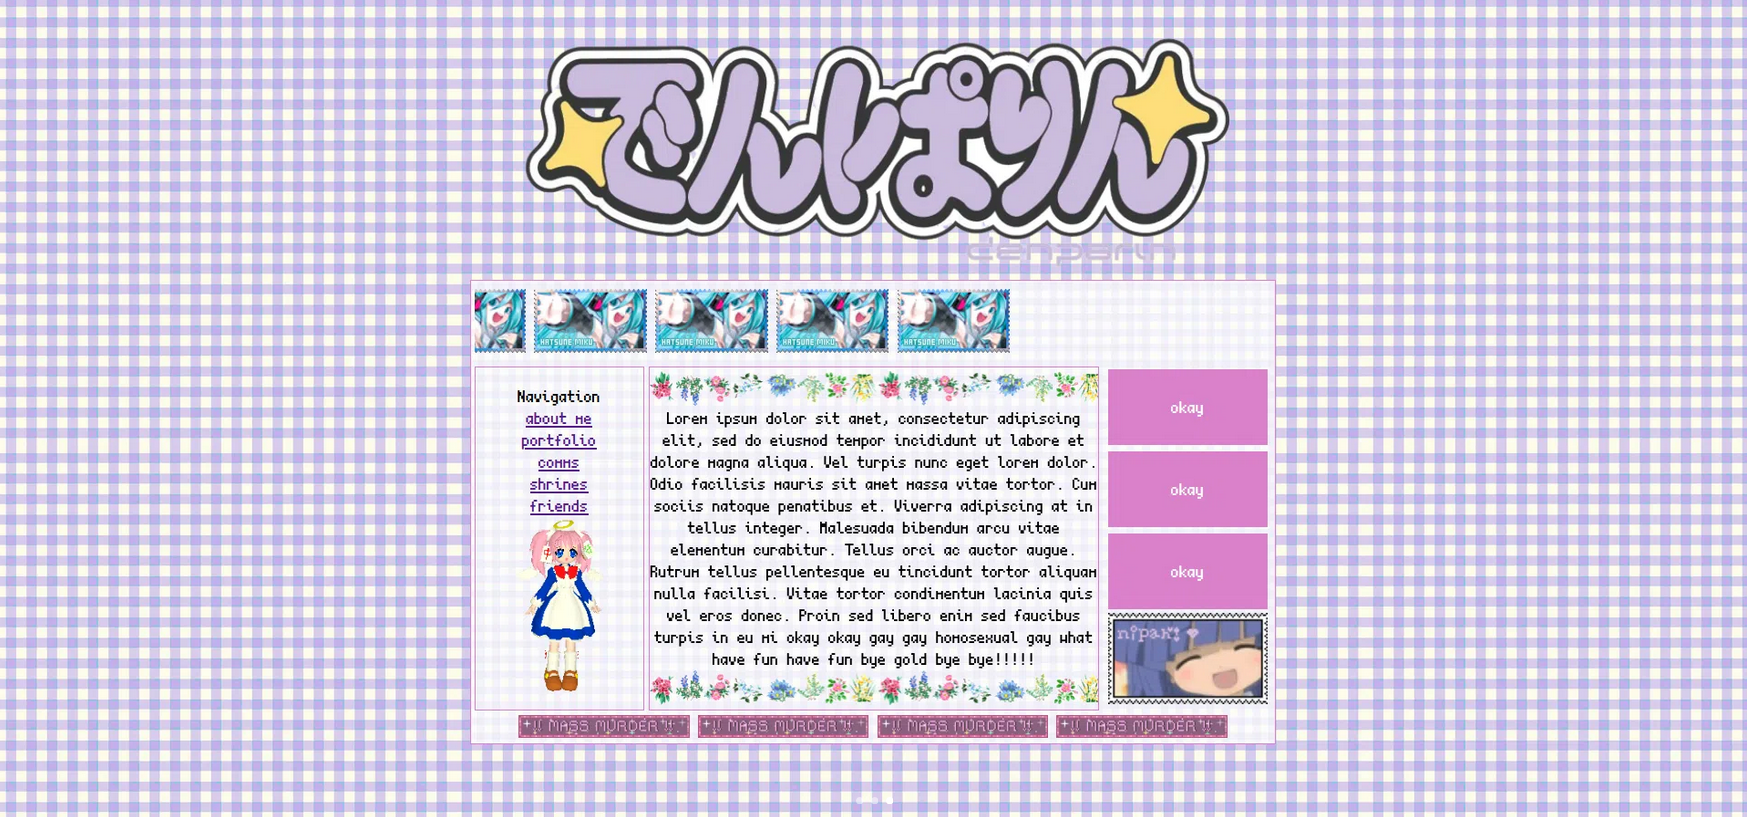 でんぱりん
denparin
HATSUNE MIKU
HATSUNE MIKU
HATSUNE MIKU
HATSUNE MIKU
Navigation
about me
portfolio
comms
shrines
friends
Lorem ipsum dolor sit amet, consectetur adipiscing
elit, sed do eiusmod tempor incididunt ut labore et
dolore magna aliqua. Vel turpis nunc eget lorem dolor.
Odio facilisis mauris sit amet massa vitae tortor. Cum
sociis natoque penatibus et. Viverra adipiscing at in
tellus integer. Malesuada bibendum arcu vitae
elementum curabitur. Tellus orci ac auctor augue.
Rutrum tellus pellentesque eu tincidunt tortor aliquam
nulla facilisi. Vitae tortor condimentum lacinia quis
vel eros donec. Proin sed libero enim sed faucibus
turpis in eu mi okay okay gay gay homosexual gay what
have fun have fun bye gold bye bye!!!!!
okay
okay
okay
nipah!
MASS MURDER
MASS MURDER
MASS MURDER
MASS MURDER